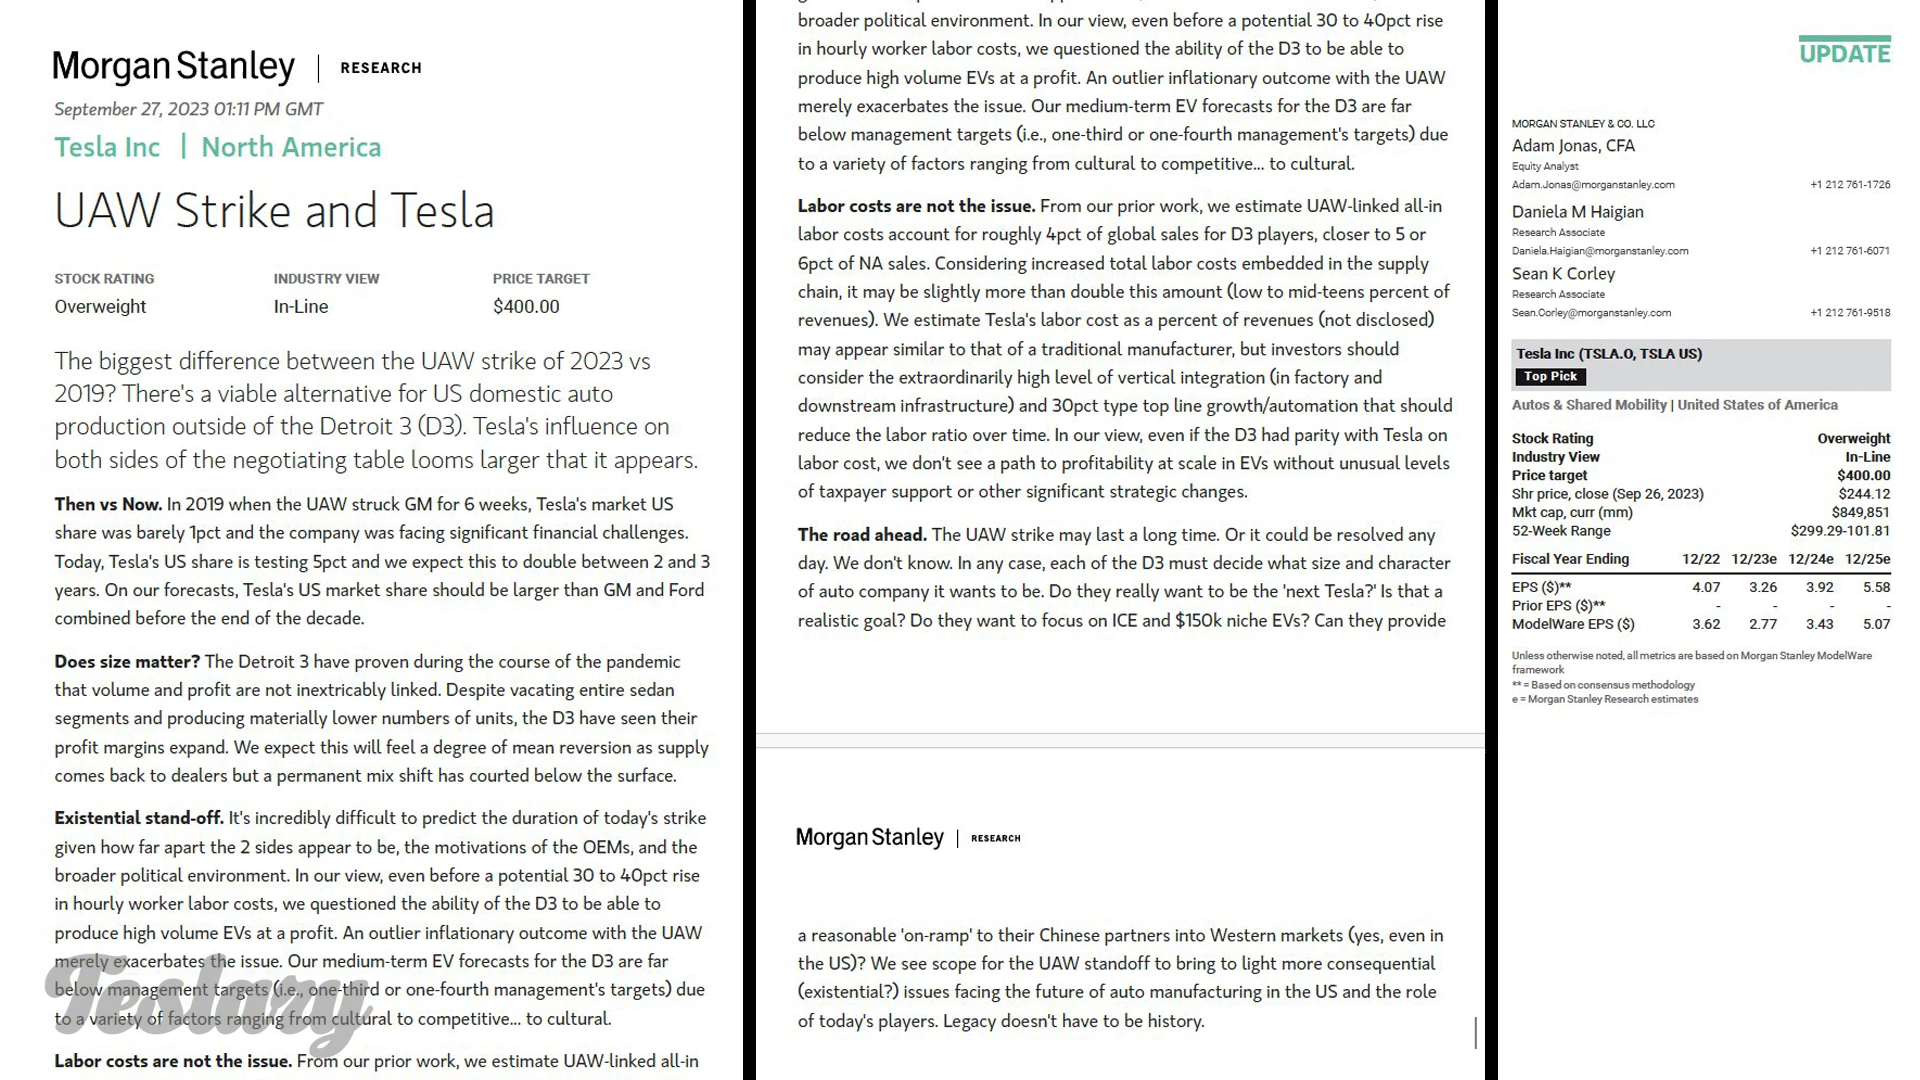 Morgan Stanley | RESEARCH
September 27, 2023 01:11 PM GMT
Tesla Inc | North America
UAW Strike and Tesla
STOCK RATING INDUSTRY VIEW PRICE TARGET
Overweight In-Line $400.00
The biggest difference between the UAW strike of 2023 vs
2019? There's a viable alternative for US domestic auto
production outside of the Detroit 3 (D3). Tesla's influence on
both sides of the negotiating table looms larger that it appears.
Then vs Now. In 2019 when the UAW struck GM for 6 weeks, Tesla's market US
share was barely 1pct and the company was facing significant financial challenges.
Today, Tesla's US share is testing 5pct and we expect this to double between 2 and 3
years. On our forecasts, Tesla's US market share should be larger than GM and Ford
combined before the end of the decade.
Does size matter? The Detroit 3 have proven during the course of the pandemic
that volume and profit are not inextricably linked. Despite vacating entire sedan
segments and producing materially lower numbers of units, the D3 have seen their
profit margins expand. We expect this will feel a degree of mean reversion as supply
comes back to dealers but a permanent mix shift has courted below the surface.
Existential stand-off. It's incredibly difficult to predict the duration of today's strike
given how far apart the 2 sides appear to be, the motivations of the OEMs, and the
broader political environment. In our view, even before a potential 30 to 40pct rise
in hourly worker labor costs, we questioned the ability of the D3 to be able to
produce high volume EVs at a profit. An outlier inflationary outcome with the UAW
merely exacerbates the issue. Our medium-term EV forecasts for the D3 are far
below management targets (i.e., one-third or one-fourth management's targets) due
to a variety of factors ranging from cultural to competitive... to cultural.
Labor costs are not the issue. From our prior work, we estimate UAW-linked all-in
Teslary
broader political environment. In our view, even before a potential 30 to 40pct rise
in hourly worker labor costs, we questioned the ability of the D3 to be able to
produce high volume EVs at a profit. An outlier inflationary outcome with the UAW
merely exacerbates the issue. Our medium-term EV forecasts for the D3 are far
below management targets (i.e., one-third or one-fourth management's targets) due
to a variety of factors ranging from cultural to competitive... to cultural.
Labor costs are not the issue. From our prior work, we estimate UAW-linked all-in
labor costs account for roughly 4pct of global sales for D3 players, closer to 5 or
6pct of NA sales. Considering increased total labor costs embedded in the supply
chain, it may be slightly more than double this amount (low to mid-teens percent of
revenues). We estimate Tesla's labor cost as a percent of revenues (not disclosed)
may appear similar to that of a traditional manufacturer, but investors should
consider the extraordinarily high level of vertical integration (in factory and
downstream infrastructure) and 30pct type top line growth/automation that should
reduce the labor ratio over time. In our view, even if the D3 had parity with Tesla on
labor cost, we don't see a path to profitability at scale in EVs without unusual levels
of taxpayer support or other significant strategic changes.
The road ahead. The UAW strike may last a long time. Or it could be resolved any
day. We don't know. In any case, each of the D3 must decide what size and character
of auto company it wants to be. Do they really want to be the 'next Tesla?' Is that a
realistic goal? Do they want to focus on ICE and $150k niche EVs? Can they provide
Morgan Stanley | RESEARCH
a reasonable 'on-ramp' to their Chinese partners into Western markets (yes, even in
the US)? We see scope for the UAW standoff to bring to light more consequential
(existential?) issues facing the future of auto manufacturing in the US and the role
of today's players. Legacy doesn't have to be history.
UPDATE
MORGAN STANLEY & CO. LLC
Adam Jonas, CFA
Equity Analyst
Adam.Jonas@morganstanley.com +1 212 761-1726
Daniela M Haigian
Research Associate
Daniela.Haigian@morganstanley.com +1 212 761-6071
Sean K Corley
Research Associate
Sean.Corley@morganstanley.com +1 212 761-9518
Tesla Inc (TSLA.O, TSLA US)
Top Pick
Autos & Shared Mobility | United States of America
Stock Rating Overweight
Industry View In-Line
Price target $400.00
Shr price, close (Sep 26, 2023) $244.12
Mkt cap, curr (mm) $849,851
52-Week Range $299.29-101.81
Fiscal Year Ending 12/22 12/23e 12/24e 12/25e
EPS ($)** 4.07 3.26 3.92 5.58
Prior EPS ($)** - - - -
ModelWare EPS ($) 3.62 2.77 3.43 5.07
Unless otherwise noted, all metrics are based on Morgan Stanley ModelWare
framework
** = Based on consensus methodology
e = Morgan Stanley Research estimates